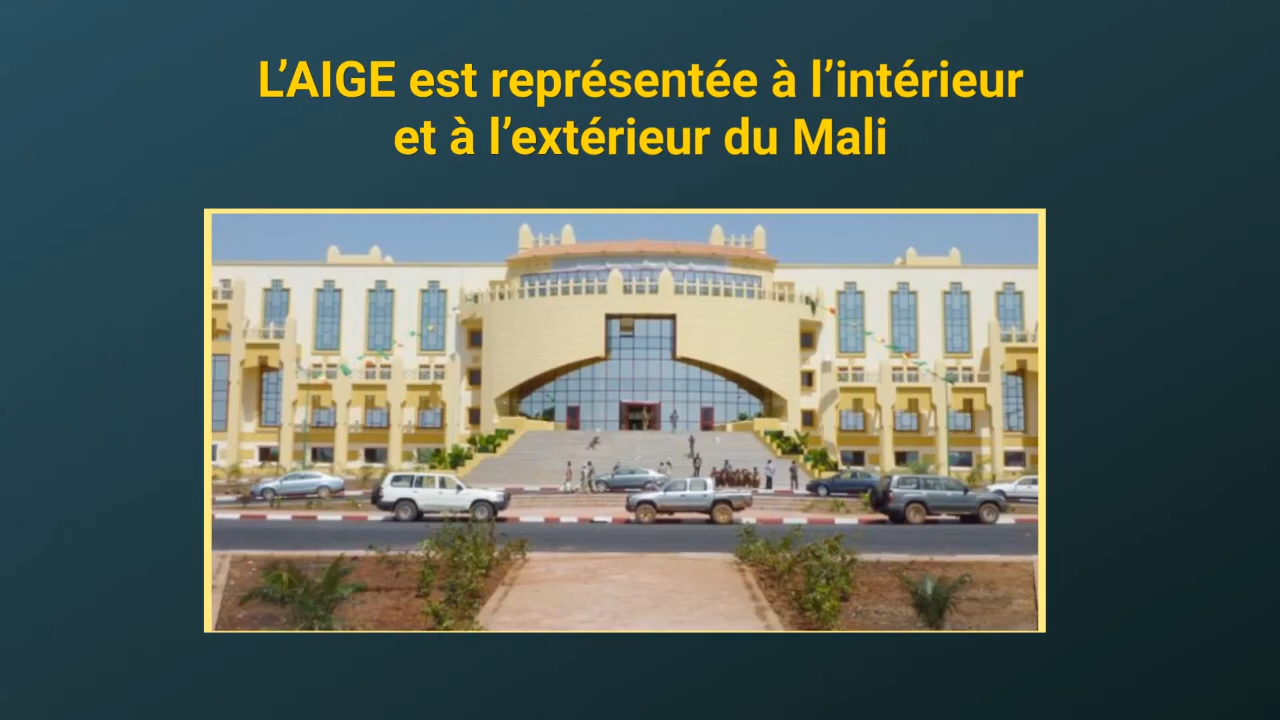 L’AIGE est représentée à l’intérieur
et à l’extérieur du Mali